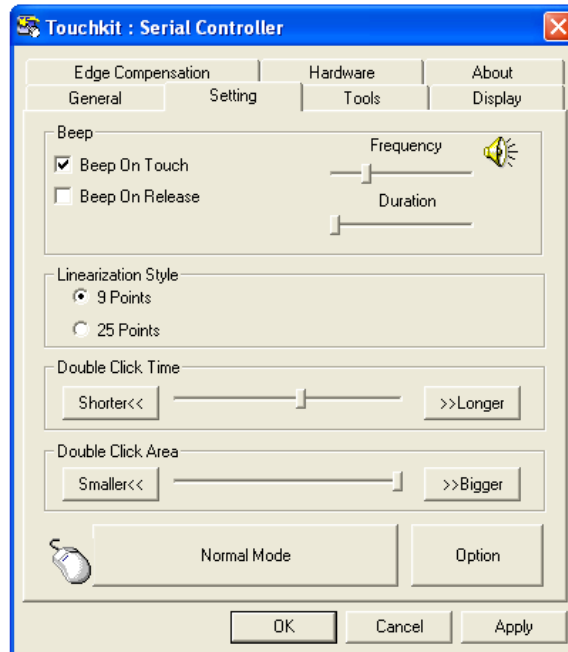 Touchkit : Serial Controller
Edge Compensation Hardware About
General Setting Tools Display
Beep
Frequency
Beep On Touch
Beep On Release
Duration
Linearization Style
9 Points
25 Points
Double Click Time
Shorter<< >>Longer
Double Click Area
Smaller<< >>Bigger
Normal Mode Option
OK Cancel Apply